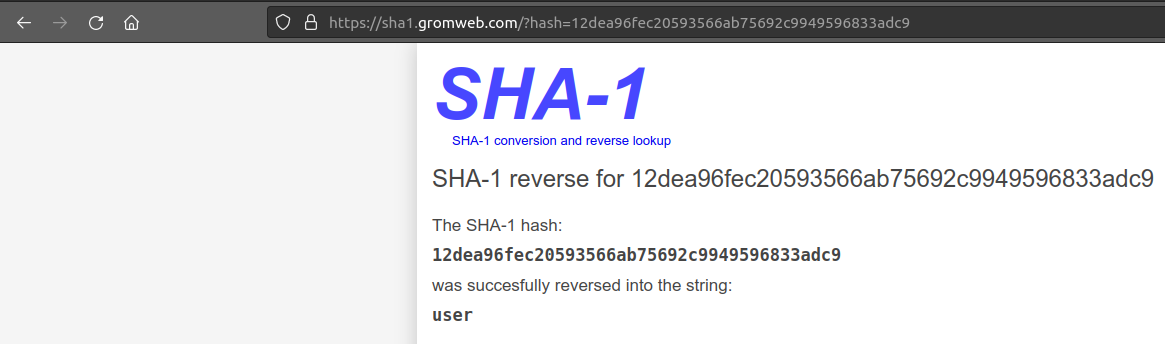 https://sha1.gromweb.com/?hash=12dea96fec20593566ab75692c9949596833adc9
SHA-1
SHA-1 conversion and reverse lookup
SHA-1 reverse for 12dea96fec20593566ab75692c9949596833adc9
The SHA-1 hash:
12dea96fec20593566ab75692c9949596833adc9
was succesfully reversed into the string:
user